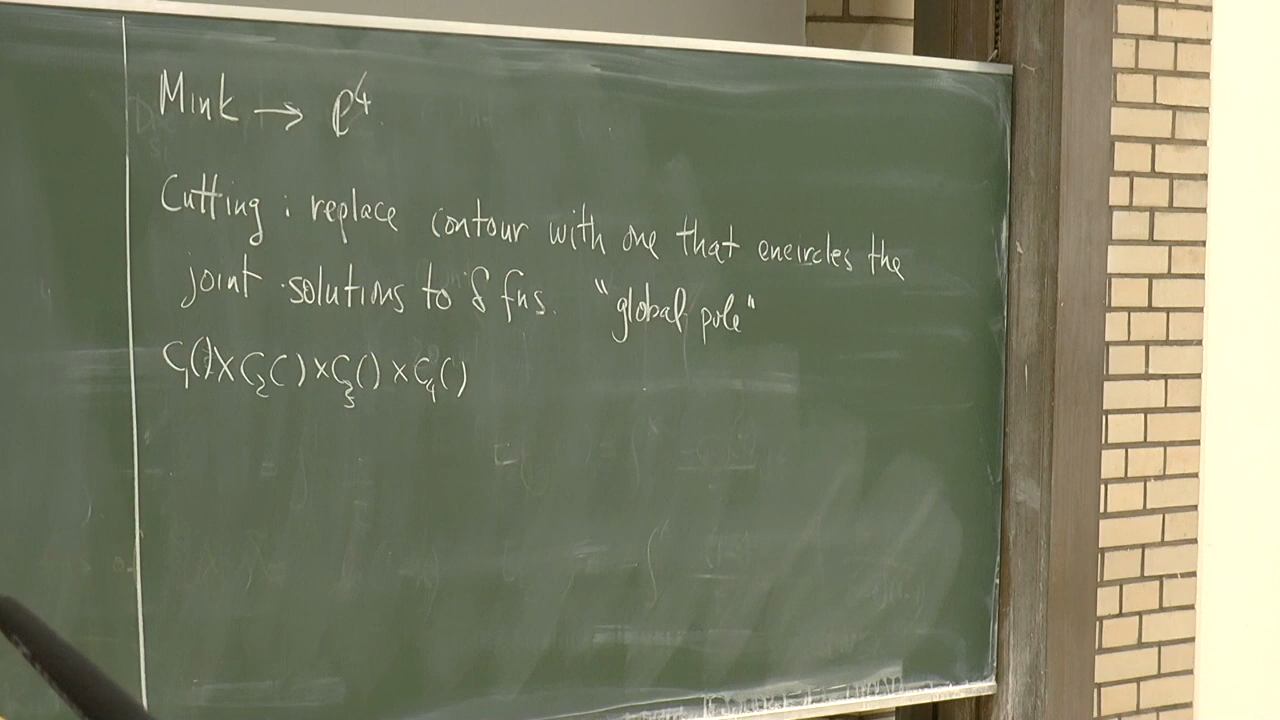 Mink → ℂ⁴
Cutting : replace contour with one that encircles the
joint solutions to δ fns. "global pole"
C₁() × C₂() × C₃() × C₄()